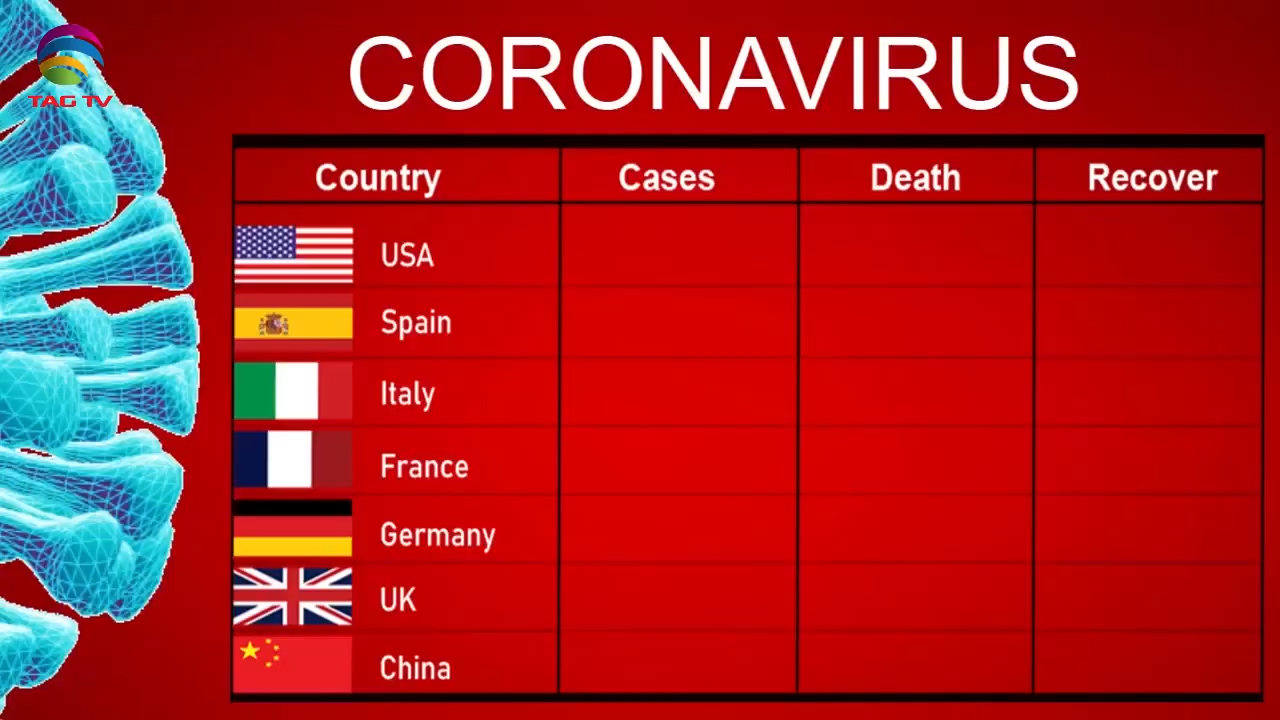 TAG TV
CORONAVIRUS
Country Cases Death Recover
USA
Spain
Italy
France
Germany
UK
China